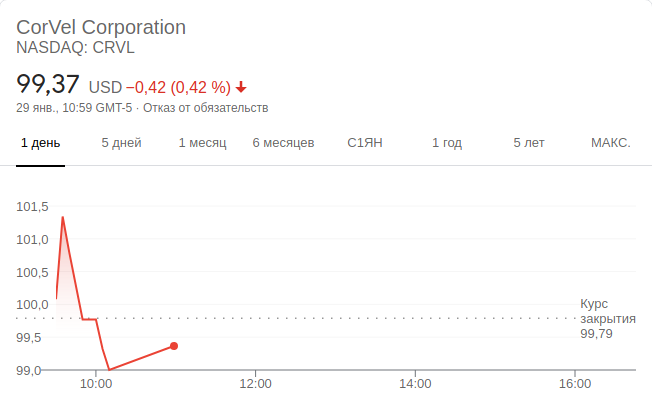 CorVel Corporation
NASDAQ: CRVL
99,37 USD −0,42 (0,42 %)
29 янв., 10:59 GMT-5 · Отказ от обязательств
1 день 5 дней 1 месяц 6 месяцев С1ЯН 1 год 5 лет МАКС.
101,5
101,0
100,5
100,0
99,5
99,0
Курс
закрытия
99,79
10:00 12:00 14:00 16:00